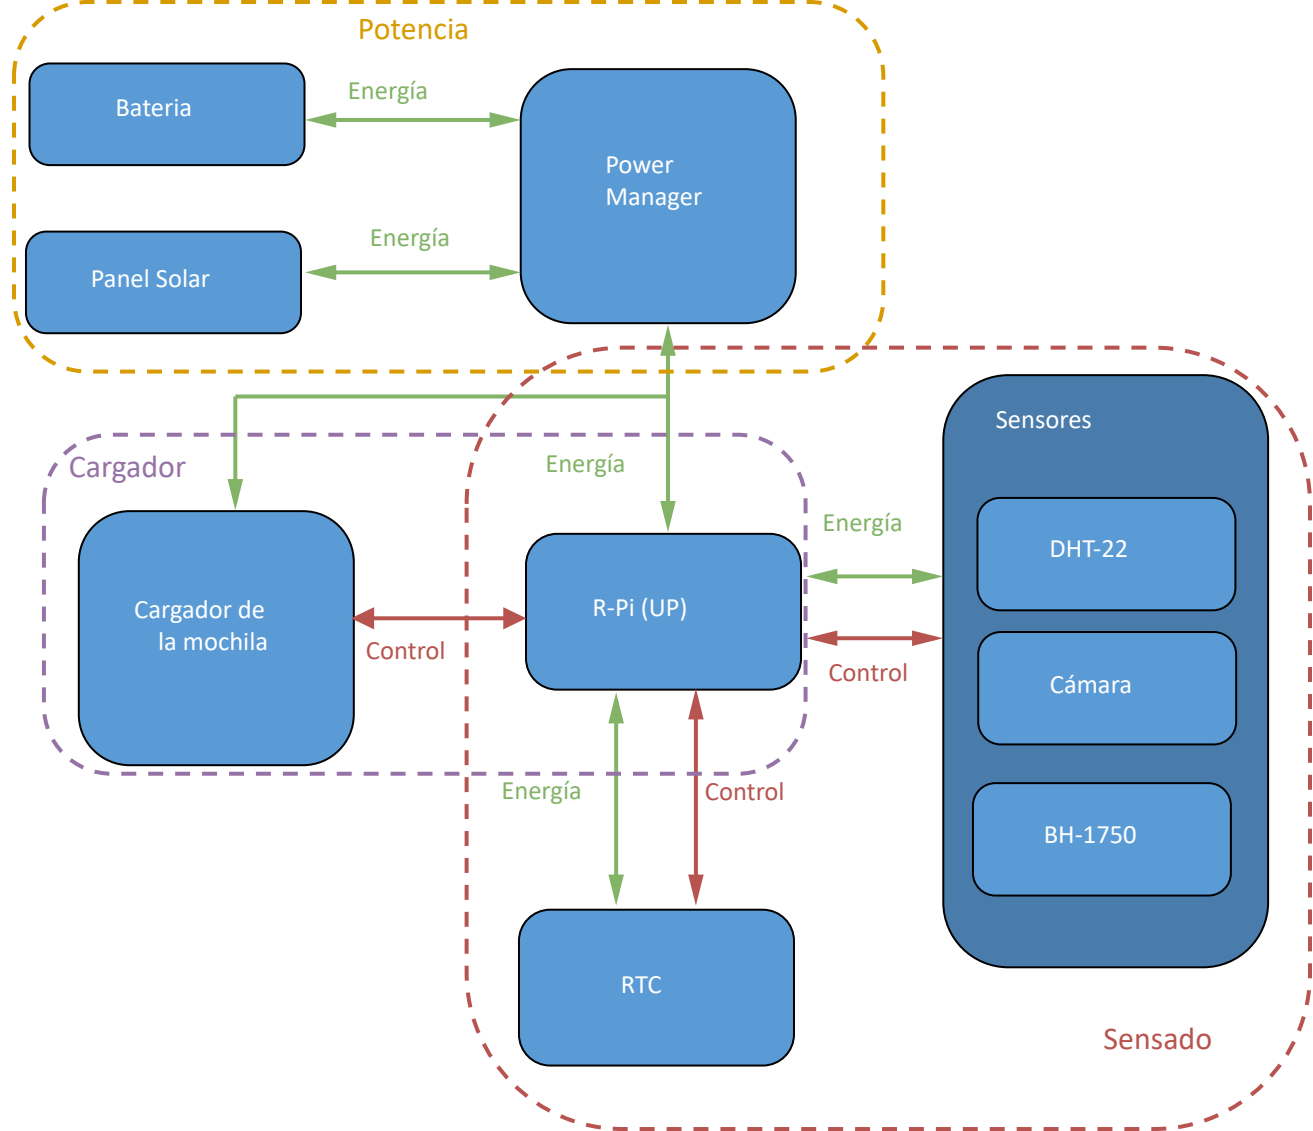 Potencia
Bateria
Energía
Power
Manager
Energía
Panel Solar
Sensores
Cargador
Energía
Energía
DHT-22
Cargador de
la mochila
R-Pi (UP)
Control
Control
Cámara
Energía
Control
BH-1750
RTC
Sensado